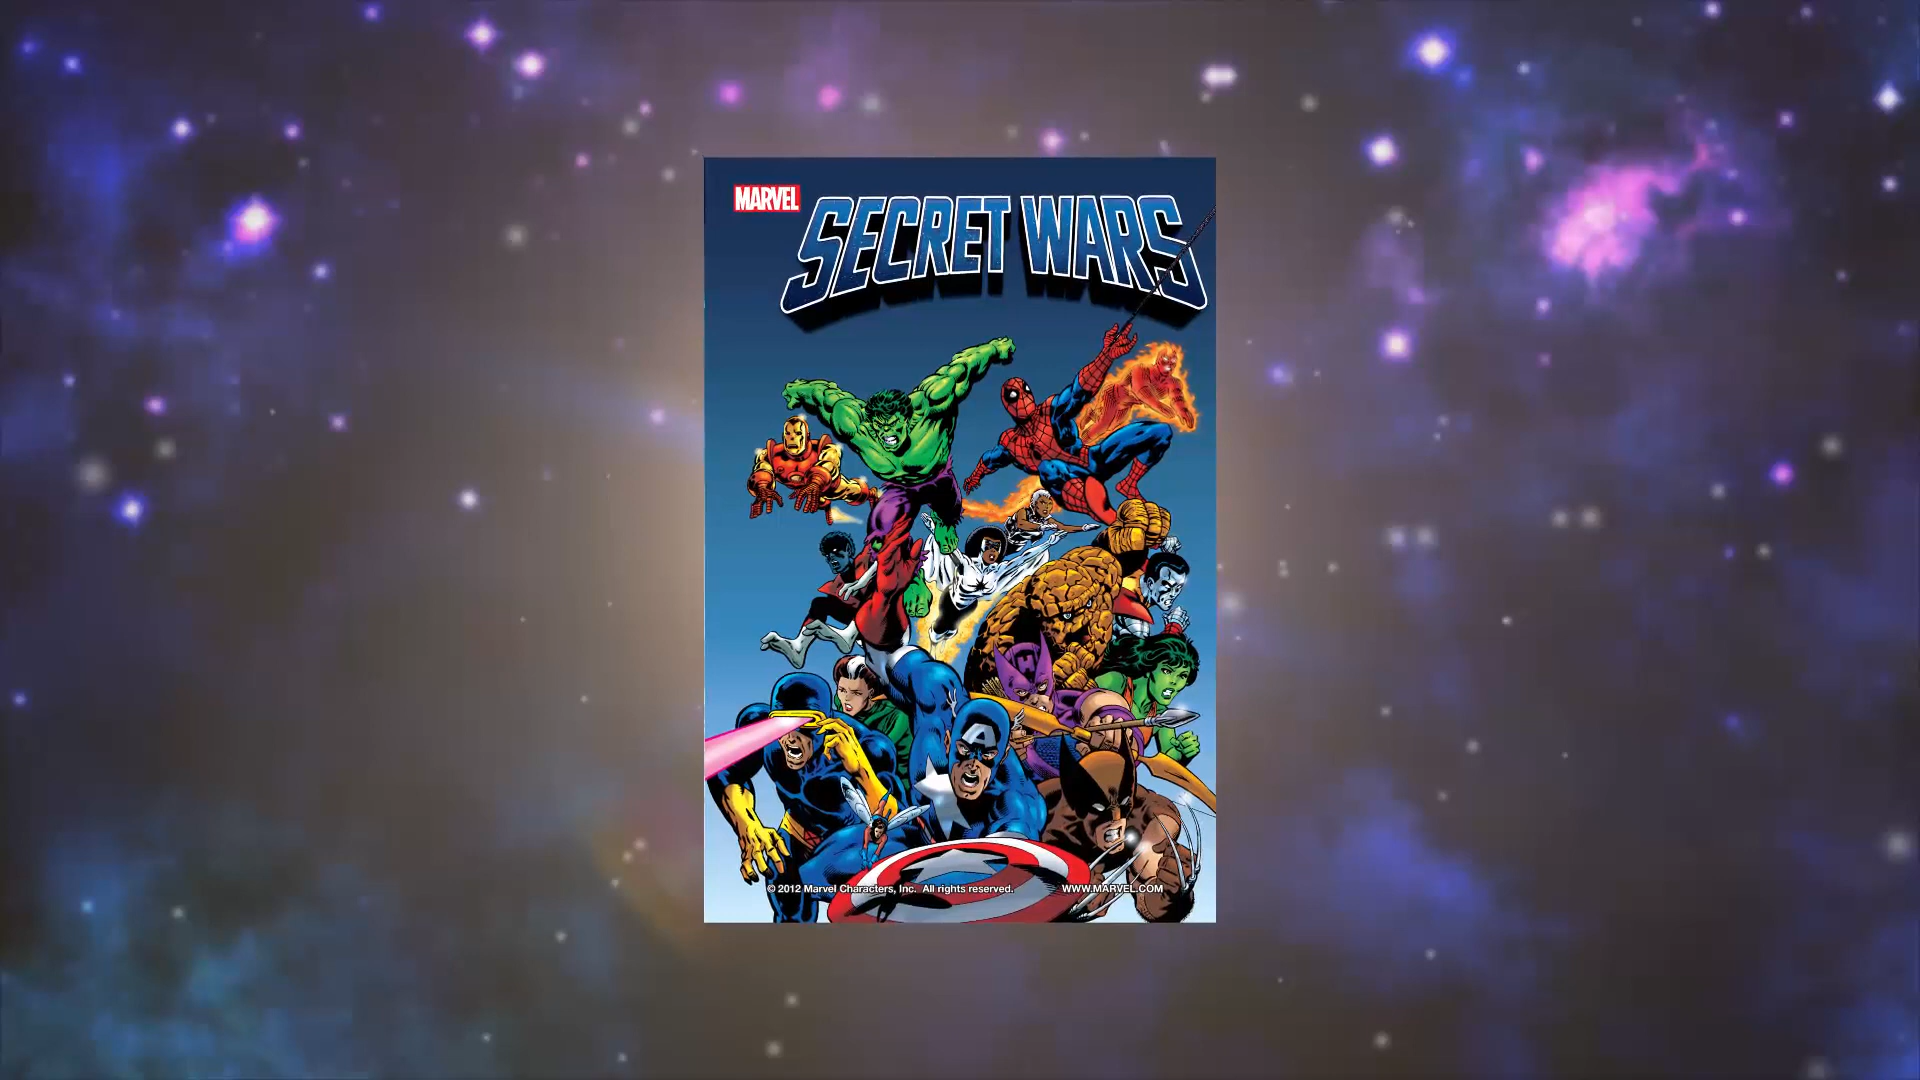 MARVEL
SECRET WARS
H
A
© 2012 Marvel Characters, Inc. All rights reserved.
WWW.MARVEL.COM